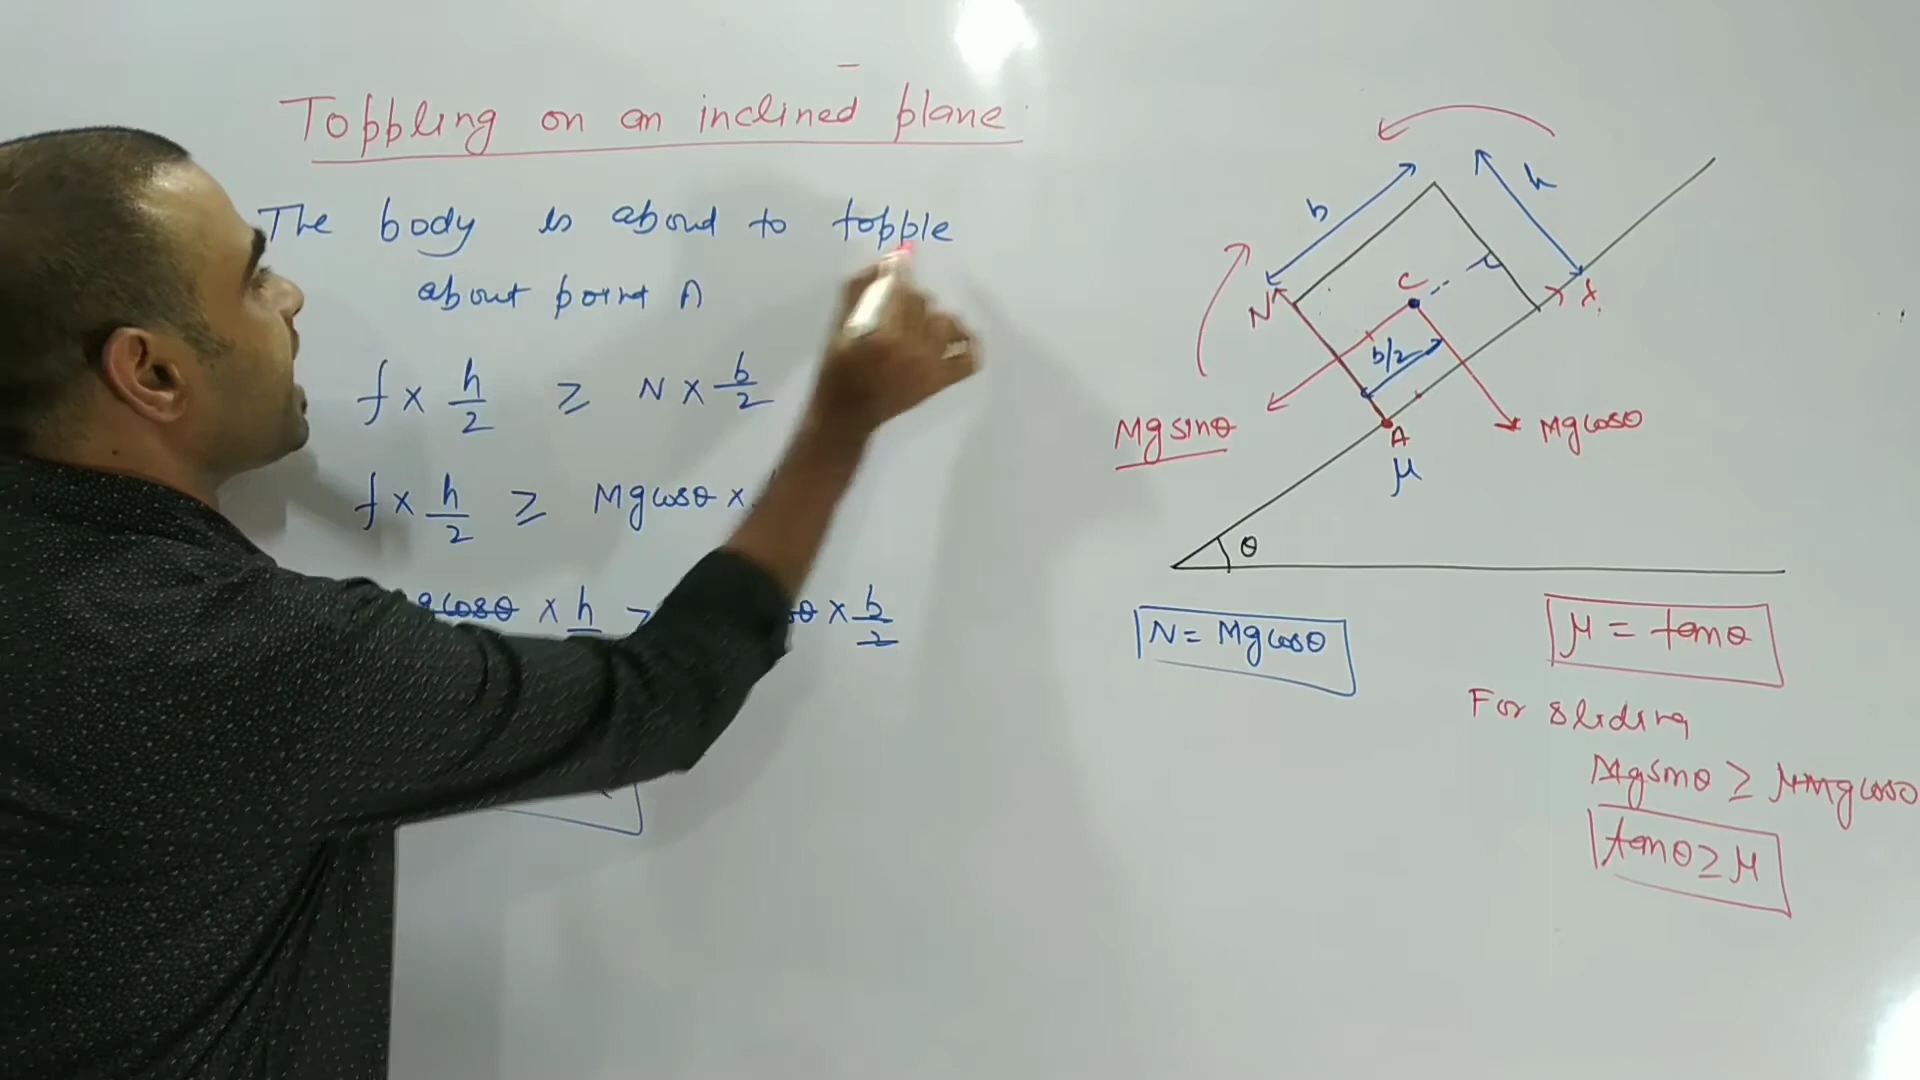 Toppling on an inclined plane
The body is about to topple
about point A
f × h/2 ≥ N × b/2
f × h/2 ≥ Mg cosθ ×
g cosθ × h ≥ × b/2
b
h
N
C
b/2
Mg sinθ
Mg cosθ
A
μ
θ
N = Mg cosθ
μ = tanθ
For sliding
Mg sinθ ≥ μ Mg cosθ
tanθ ≥ μ